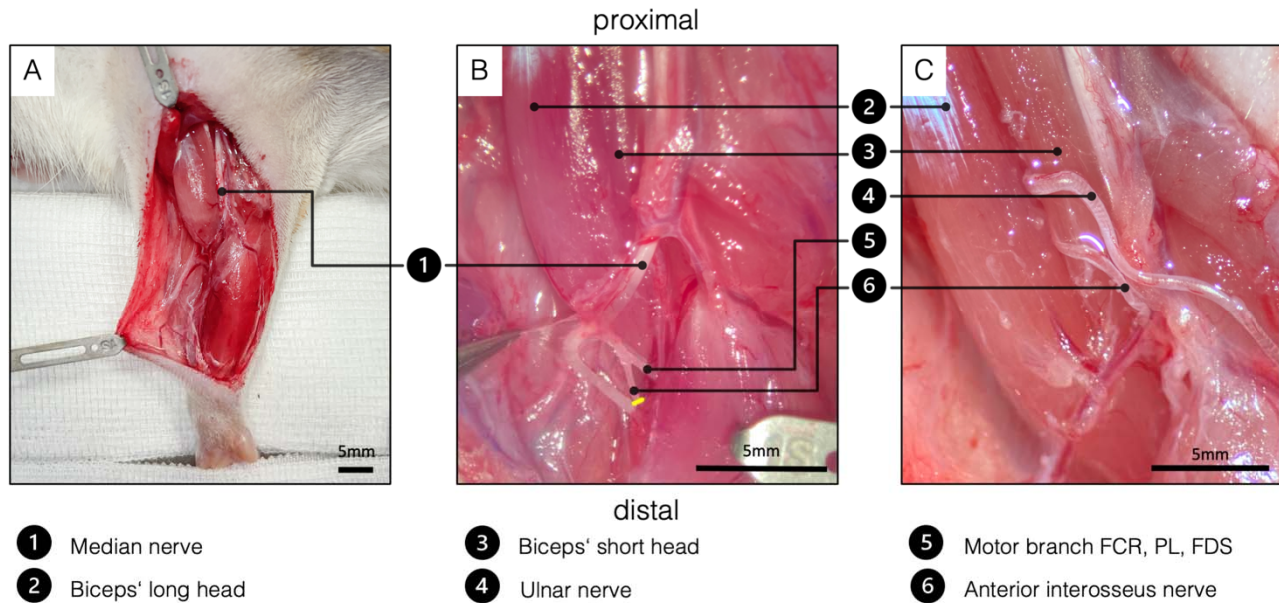 proximal
A
B
C
2
3
4
5
1
6
5mm
5mm
5mm
distal
1 Median nerve
2 Biceps‘ long head
3 Biceps‘ short head
4 Ulnar nerve
5 Motor branch FCR, PL, FDS
6 Anterior interosseus nerve